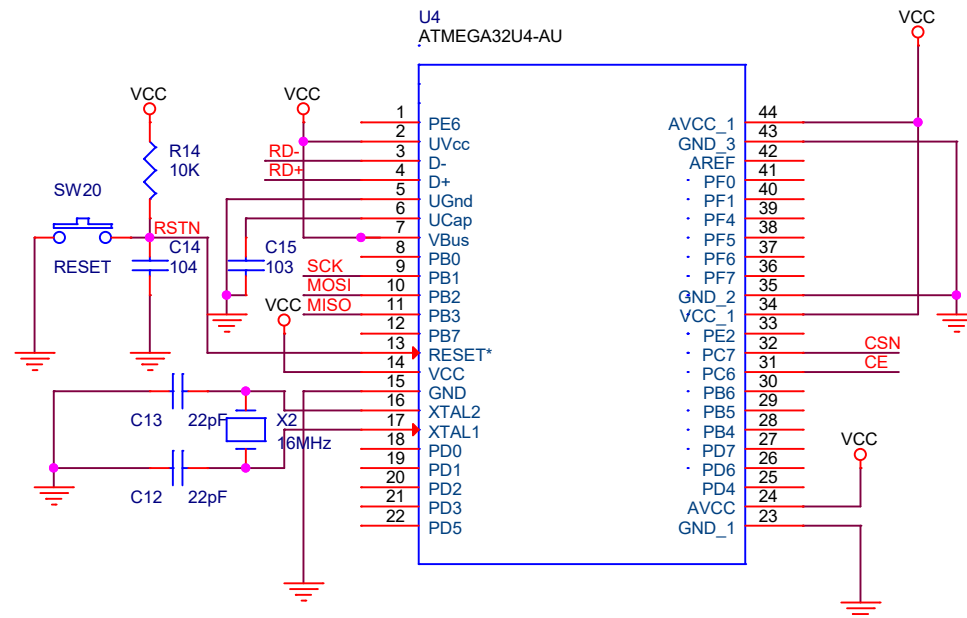 U4
ATMEGA32U4-AU
VCC
VCC
VCC
R14
10K
SW20
RSTN
RESET
C14
104
C15
103
RD-
RD+
SCK
MOSI
MISO
VCC
C13
22pF
X2
16MHz
C12
22pF
1 PE6
2 UVcc
3 D-
4 D+
5 UGnd
6 UCap
7 VBus
8 PB0
9 PB1
10 PB2
11 PB3
12 PB7
13 RESET*
14 VCC
15 GND
16 XTAL2
17 XTAL1
18 PD0
19 PD1
20 PD2
21 PD3
22 PD5
AVCC_1 44
GND_3 43
AREF 42
PF0 41
PF1 40
PF4 39
PF5 38
PF6 37
PF7 36
GND_2 35
VCC_1 34
PE2 33
PC7 32
PC6 31
PB6 30
PB5 29
PB4 28
PD7 27
PD6 26
PD4 25
AVCC 24
GND_1 23
CSN
CE
VCC